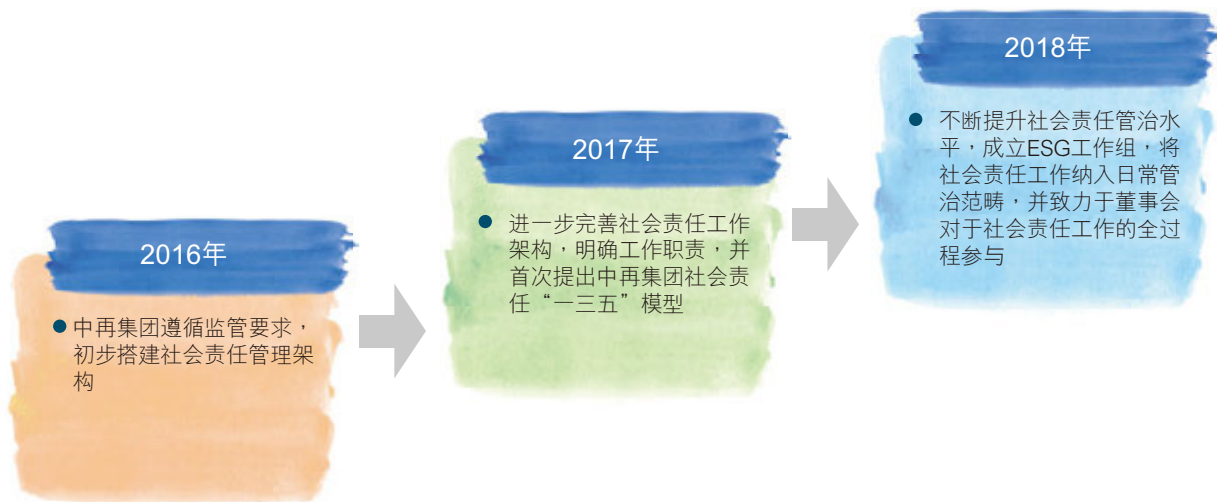 2016年
● 中再集团遵循监管要求，
初步搭建社会责任管理架
构
2017年
● 进一步完善社会责任工作
架构，明确工作职责，并
首次提出中再集团社会责
任“一三五”模型
2018年
● 不断提升社会责任管治水
平，成立ESG工作组，将
社会责任工作纳入日常管
治范畴，并致力于董事会
对于社会责任工作的全过
程参与